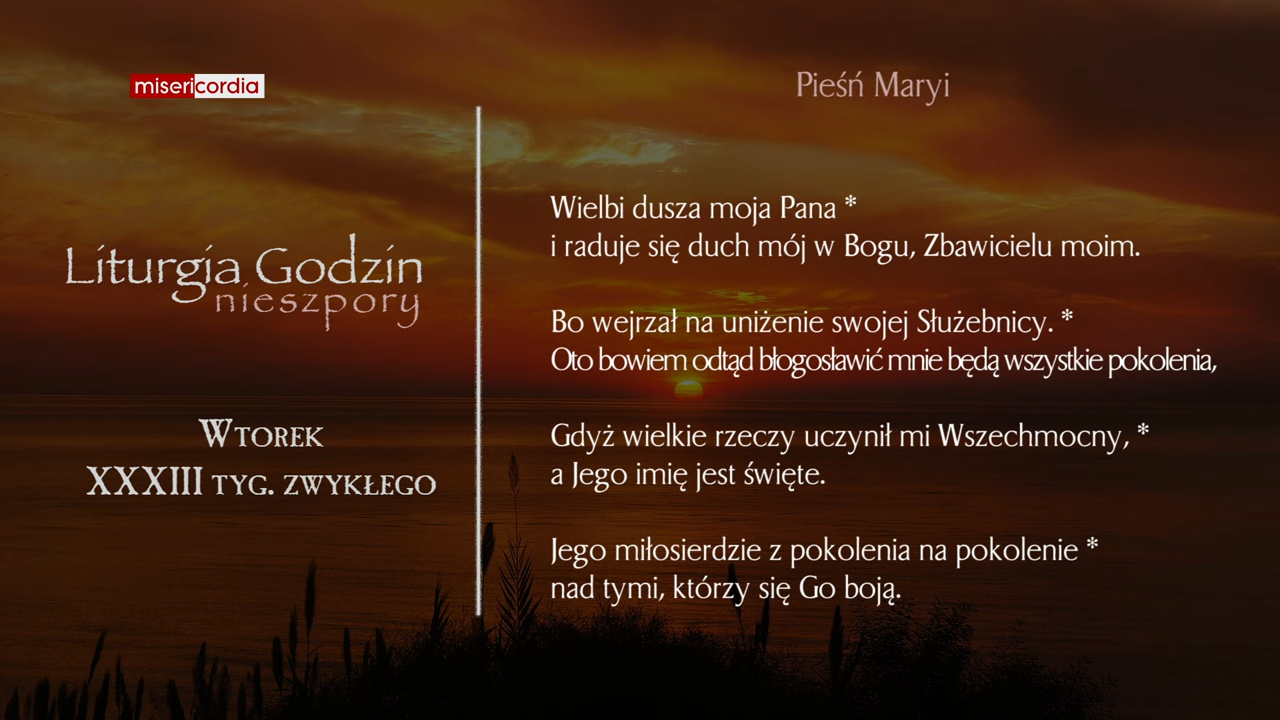 misericordia
Liturgia Godzin
nieszpory
Wtorek
XXXIII tyg. zwykłego
Pieśń Maryi
Wielbi dusza moja Pana *
i raduje się duch mój w Bogu, Zbawicielu moim.
Bo wejrzał na uniżenie swojej Służebnicy. *
Oto bowiem odtąd błogosławić mnie będą wszystkie pokolenia,
Gdyż wielkie rzeczy uczynił mi Wszechmocny, *
a Jego imię jest święte.
Jego miłosierdzie z pokolenia na pokolenie *
nad tymi, którzy się Go boją.